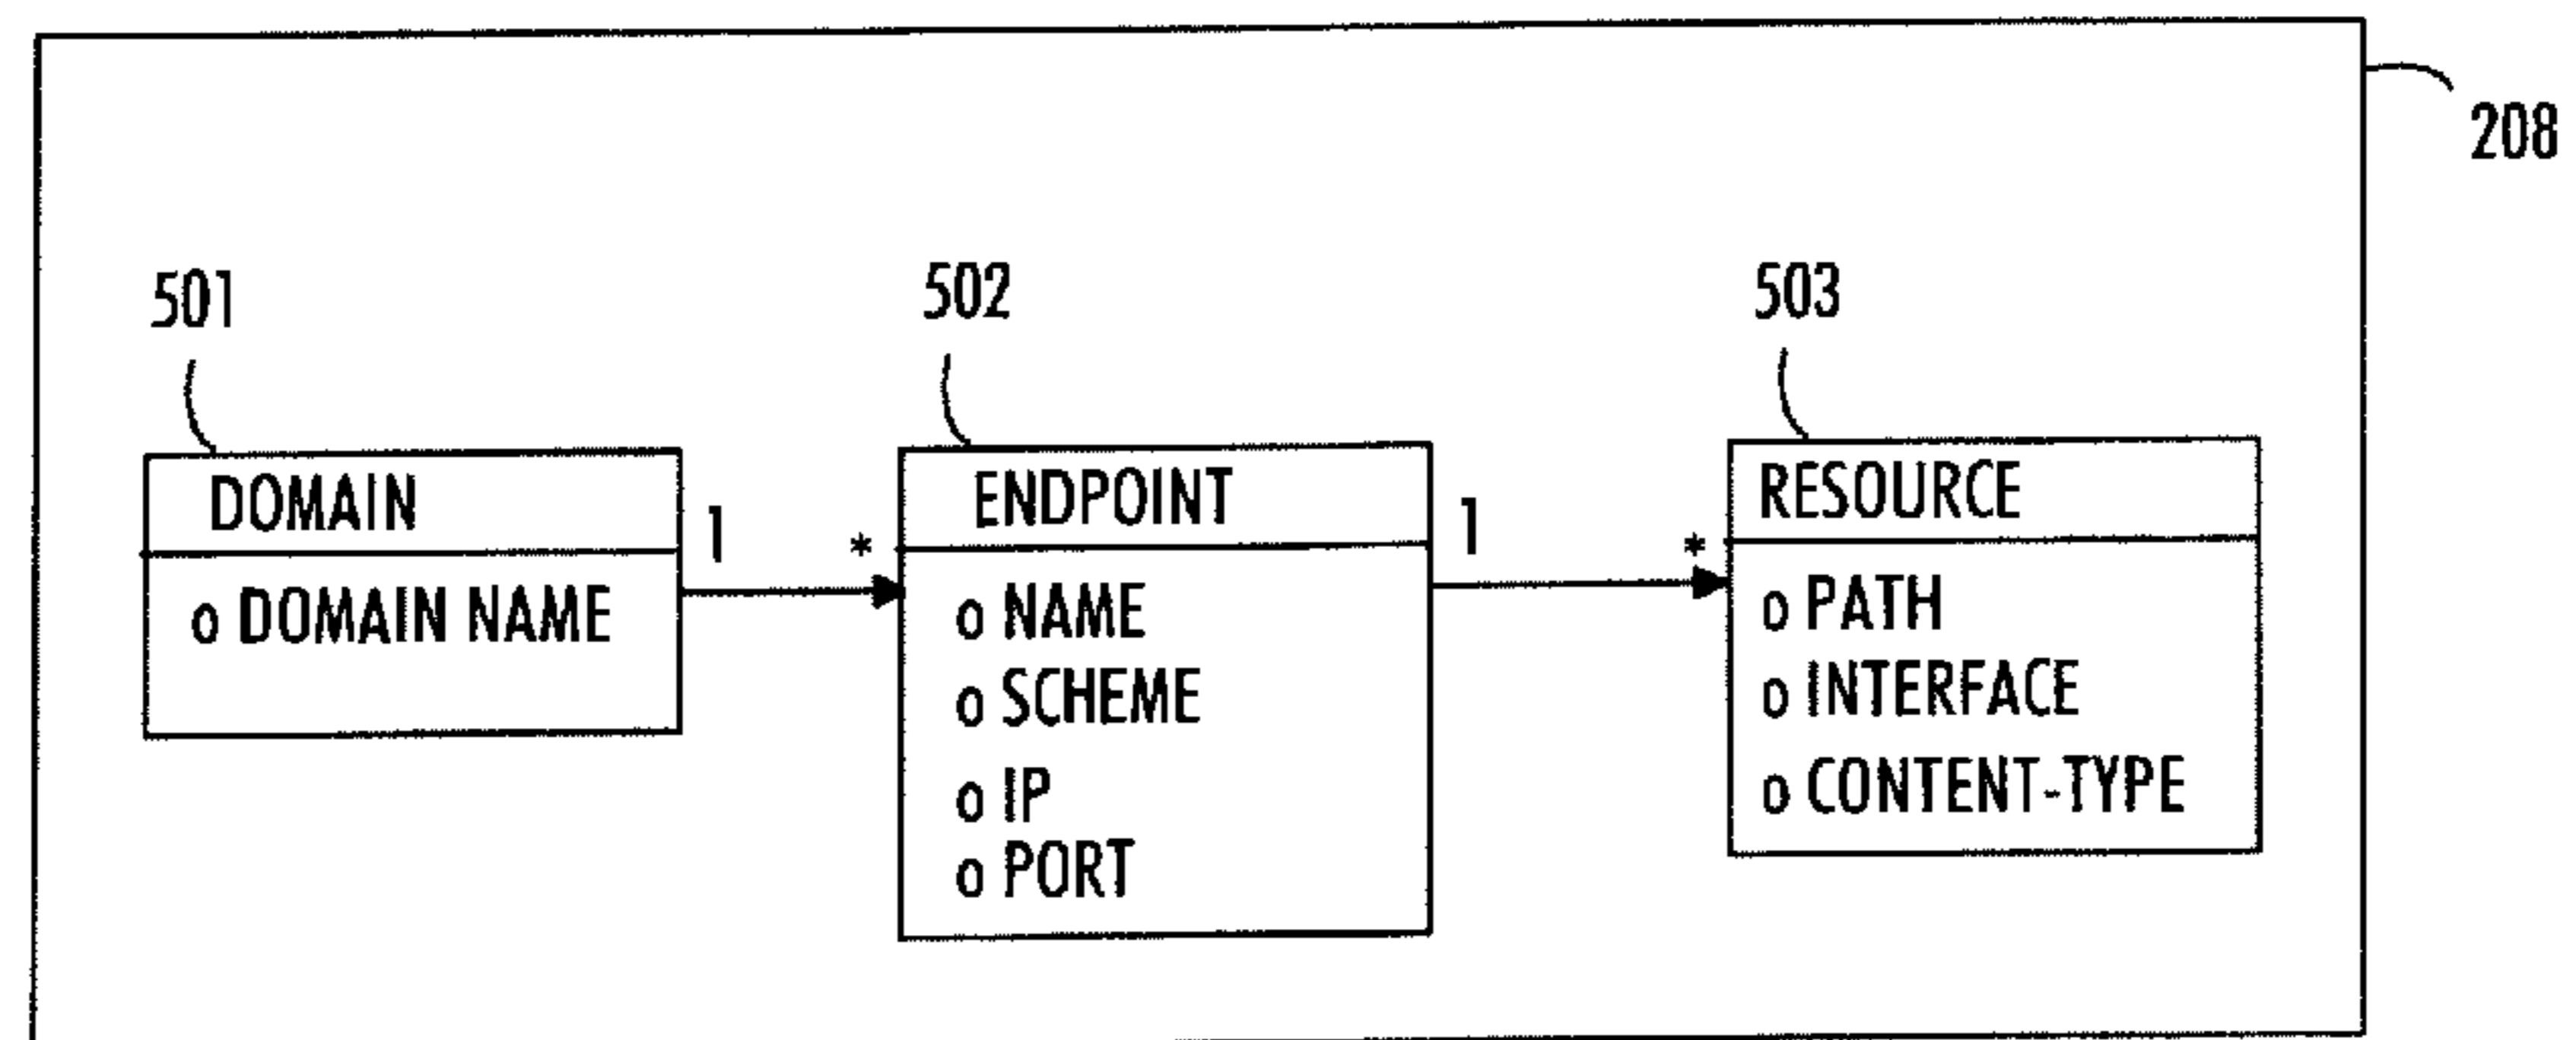 208
501
502
503
DOMAIN
o DOMAIN NAME
1
*
ENDPOINT
o NAME
o SCHEME
o IP
o PORT
1
*
RESOURCE
o PATH
o INTERFACE
o CONTENT-TYPE